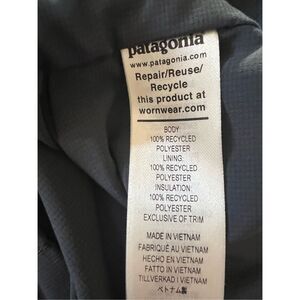 patagonia
www.patagonia.com
Repair/Reuse/
Recycle
this product at
wornwear.com
BODY:
100% RECYCLED
POLYESTER
LINING:
100% RECYCLED
POLYESTER
INSULATION:
100% RECYCLED
POLYESTER
EXCLUSIVE OF TRIM
MADE IN VIETNAM
FABRIQUÉ AU VIETNAM
HECHO EN VIETNAM
FATTO IN VIETNAM
TILLVERKAD I VIETNAM
ベトナム製